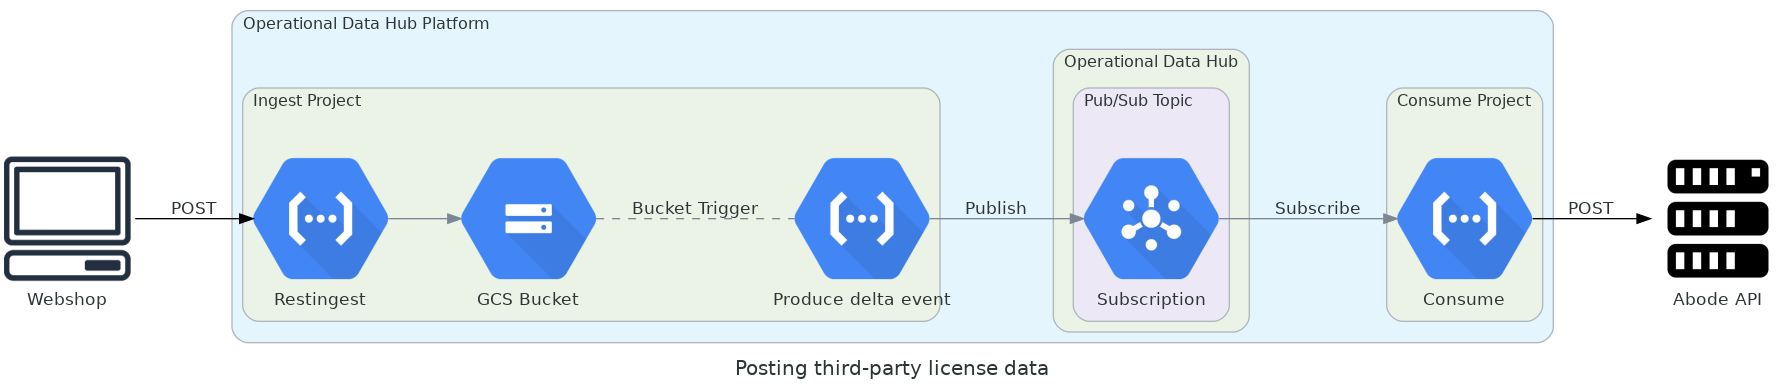 Operational Data Hub Platform
Operational Data Hub
Ingest Project
Pub/Sub Topic
Consume Project
POST
Bucket Trigger
Publish
Subscribe
POST
Webshop
Restingest
GCS Bucket
Produce delta event
Subscription
Consume
Abode API
Posting third-party license data